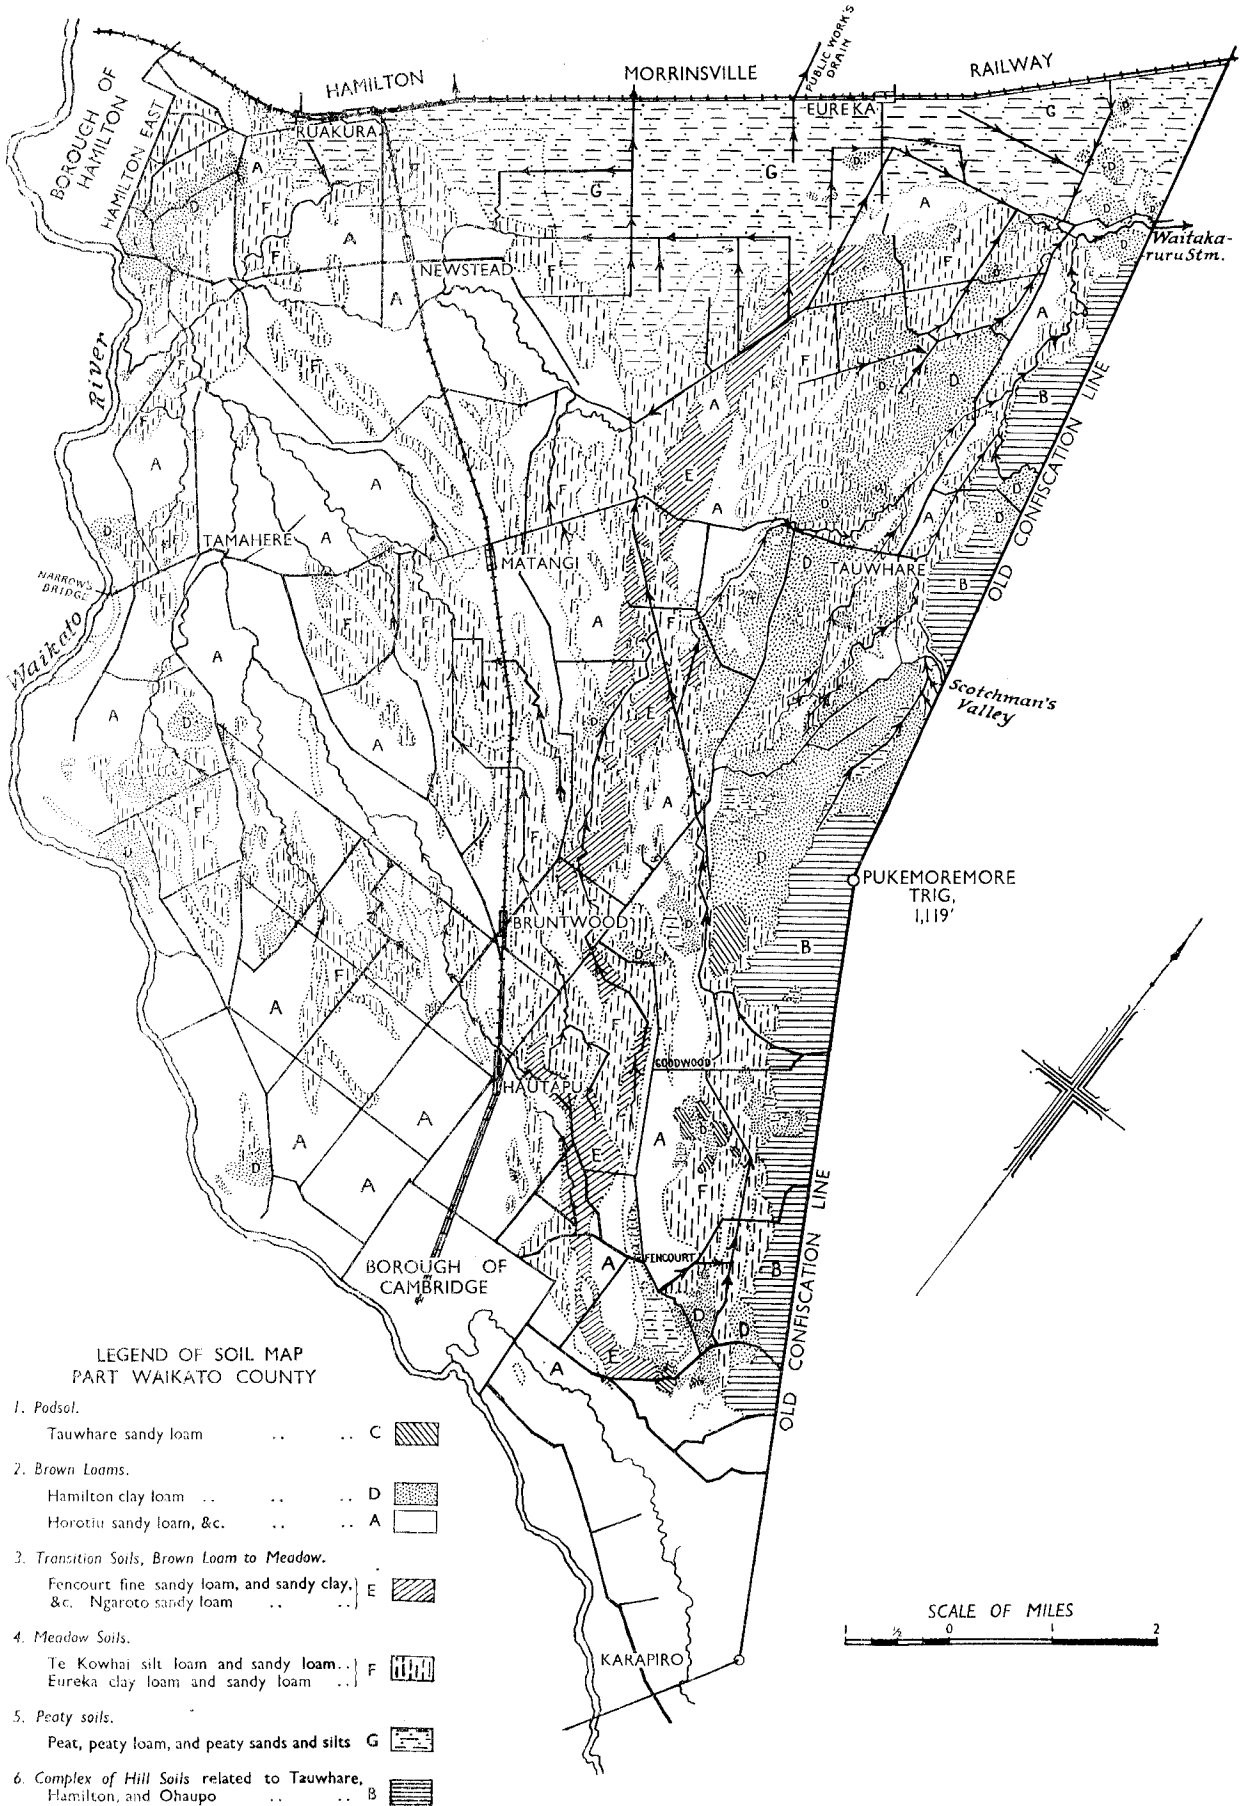 PUBLIC WORK'S
DRAIN
HAMILTON
MORRINSVILLE
RAILWAY
BOROUGH OF
HAMILTON
HAMILTON EAST
RUAKURA
EUREKA
G
D
A
D
G
G
D
D
F
A
A
D
D
Waitaka-
ruru Stm.
NEWSTEAD
F
F
F
A
A
River
F
F
D
D
B
A
F
A
A
E
F
A
D
D
D
A
D
TAMAHERE
A
MATANGI
D
TAUWHARE
B
NARROWS
BRIDGE
OLD CONFISCATION LINE
Waikato
F
F
A
F
A
Scotchman's
Valley
A
D
A
D
E
F
A
D
F
D
PUKEMOREMORE
TRIG,
1,119'
BRUNTWOOD
D
D
B
F
A
F
GOODWOOD
HAUTAPU
A
A
D
A
E
D
A
F
BOROUGH OF
CAMBRIDGE
A
FENCOURT
B
D
D
E
A
OLD CONFISCATION LINE
LEGEND OF SOIL MAP
PART WAIKATO COUNTY
1. Podsol.
Tauwhare sandy loam .. .. C
2. Brown Loams.
Hamilton clay loam .. .. .. D
Horotiu sandy loam, &c. .. .. A
3. Transition Soils, Brown Loam to Meadow.
Fencourt fine sandy loam, and sandy clay, } E
&c. Ngaroto sandy loam .. .. }
4. Meadow Soils.
Te Kowhai silt loam and sandy loam .. } F
Eureka clay loam and sandy loam .. }
5. Peaty soils.
Peat, peaty loam, and peaty sands and silts G
6. Complex of Hill Soils related to Tauwhare,
Hamilton, and Ohaupo .. .. B
KARAPIRO
SCALE OF MILES
1 ½ 0 1 2